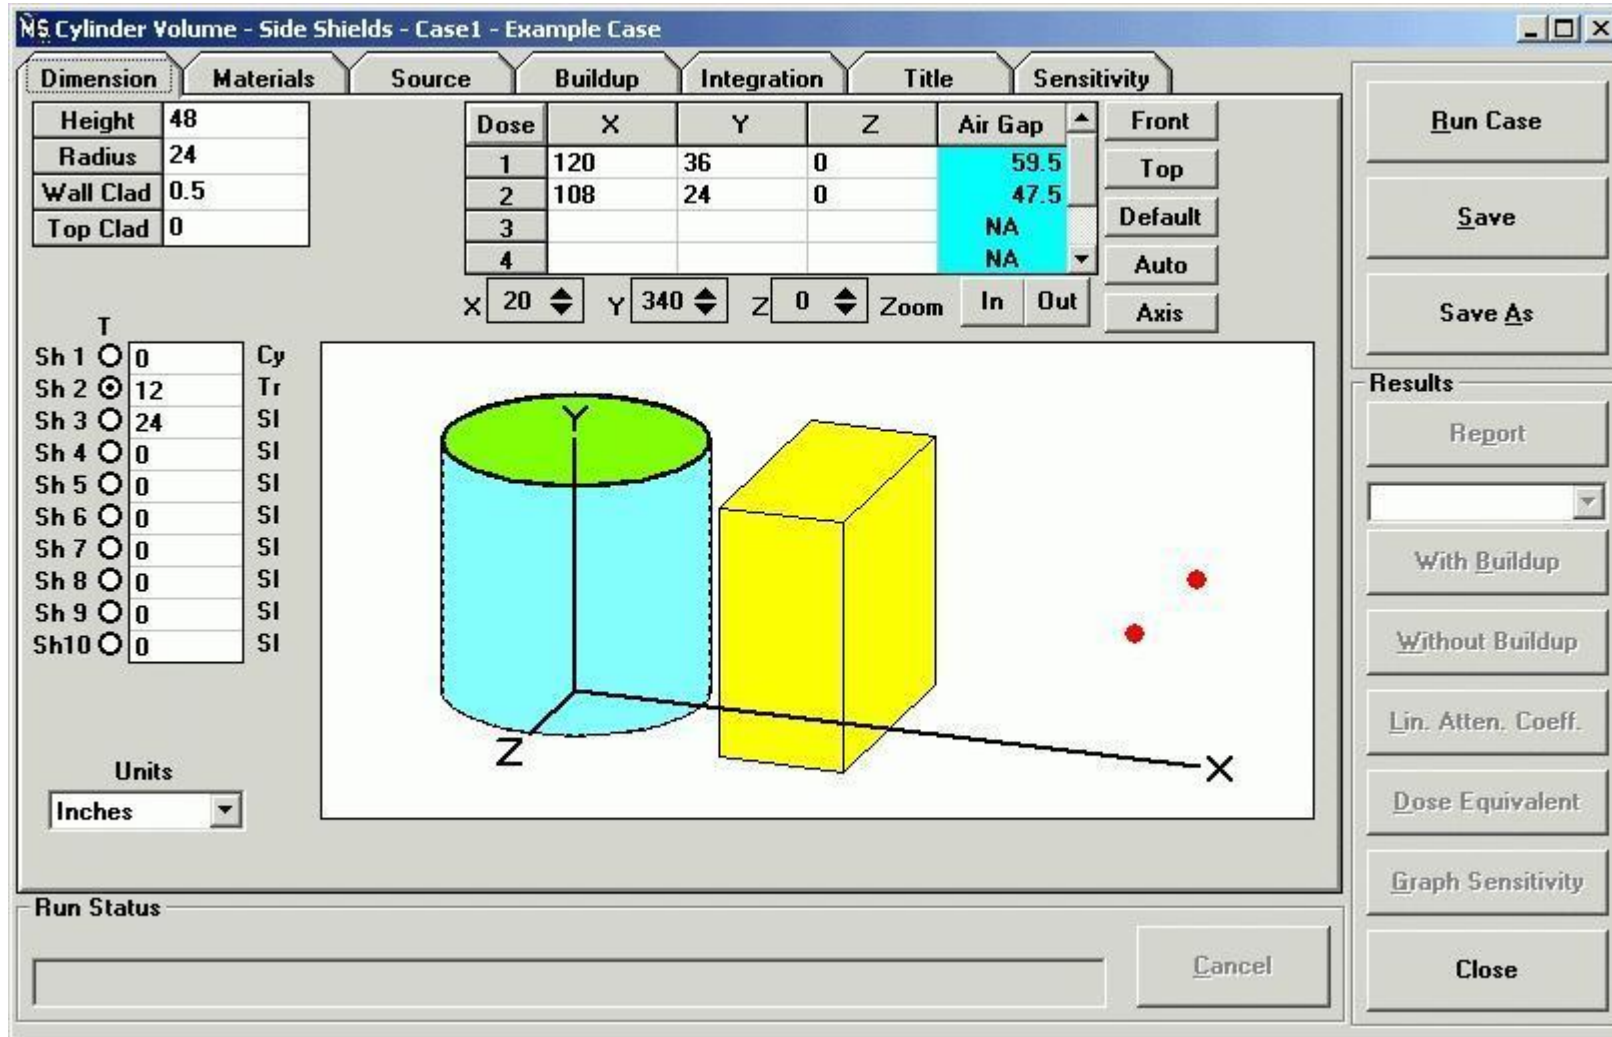 MS Cylinder Volume - Side Shields - Case1 - Example Case
Dimension Materials Source Buildup Integration Title Sensitivity
Height 48
Radius 24
Wall Clad 0.5
Top Clad 0
Dose X Y Z Air Gap
1 120 36 0 59.5
2 108 24 0 47.5
3 NA
4 NA
Front
Top
Default
Auto
Axis
X 20 Y 340 Z 0 Zoom In Out
T
Sh 1 0 Cy
Sh 2 12 Tr
Sh 3 24 Sl
Sh 4 0 Sl
Sh 5 0 Sl
Sh 6 0 Sl
Sh 7 0 Sl
Sh 8 0 Sl
Sh 9 0 Sl
Sh10 0 Sl
Y
Z
X
Units
Inches
Run Case
Save
Save As
Results
Report
With Buildup
Without Buildup
Lin. Atten. Coeff.
Dose Equivalent
Graph Sensitivity
Close
Run Status
Cancel